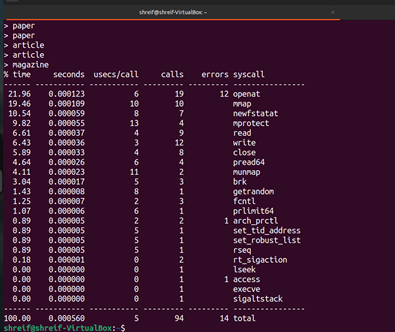 shreif@shreif-VirtualBox: ~
> paper
> paper
> article
> article
> magazine
% time     seconds  usecs/call     calls    errors syscall
------ ----------- ----------- --------- --------- ----------------
 21.96    0.000123           6        19        12 openat
 19.46    0.000109          10        10           mmap
 10.54    0.000059           8         7           newfstatat
  9.82    0.000055          13         4           mprotect
  6.61    0.000037           4         9           read
  6.43    0.000036           3        12           write
  5.89    0.000033           4         8           close
  4.64    0.000026           6         4           pread64
  4.11    0.000023          11         2           munmap
  3.04    0.000017           5         3           brk
  1.43    0.000008           8         1           getrandom
  1.25    0.000007           2         3           fcntl
  1.07    0.000006           6         1           prlimit64
  0.89    0.000005           2         2         1 arch_prctl
  0.89    0.000005           5         1           set_tid_address
  0.89    0.000005           5         1           set_robust_list
  0.89    0.000005           5         1           rseq
  0.18    0.000001           0         2           rt_sigaction
  0.00    0.000000           0         1           lseek
  0.00    0.000000           0         1         1 access
  0.00    0.000000           0         1           execve
  0.00    0.000000           0         1           sigaltstack
------ ----------- ----------- --------- --------- ----------------
100.00    0.000560           5        94        14 total
shreif@shreif-VirtualBox:~$